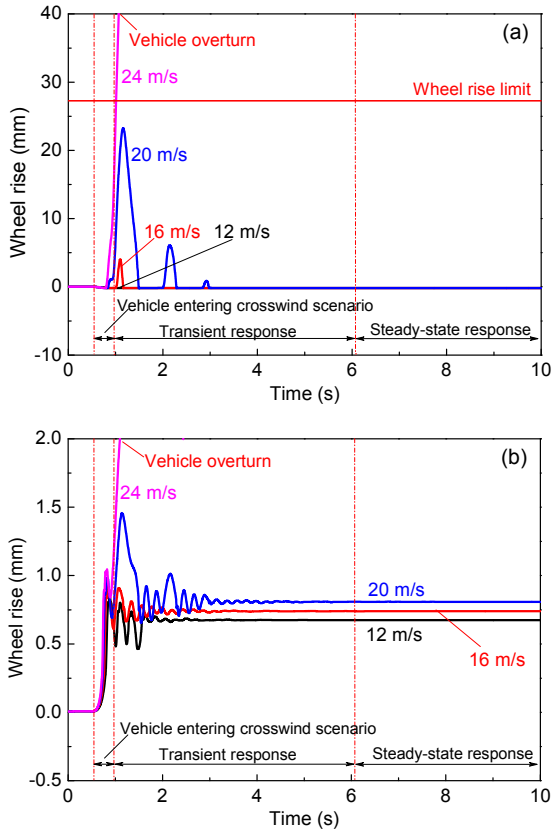 (a)
40
Vehicle overturn
24 m/s
30
Wheel rise limit
20 m/s
20
Wheel rise (mm)
10
16 m/s
12 m/s
0
Vehicle entering crosswind scenario
Transient response
Steady-state response
-10
0 2 4 6 8 10
Time (s)
(b)
2.0
Vehicle overturn
24 m/s
1.5
1.0
Wheel rise (mm)
20 m/s
12 m/s
16 m/s
0.5
0.0
Vehicle entering crosswind scenario
Transient response
Steady-state response
-0.5
0 2 4 6 8 10
Time (s)